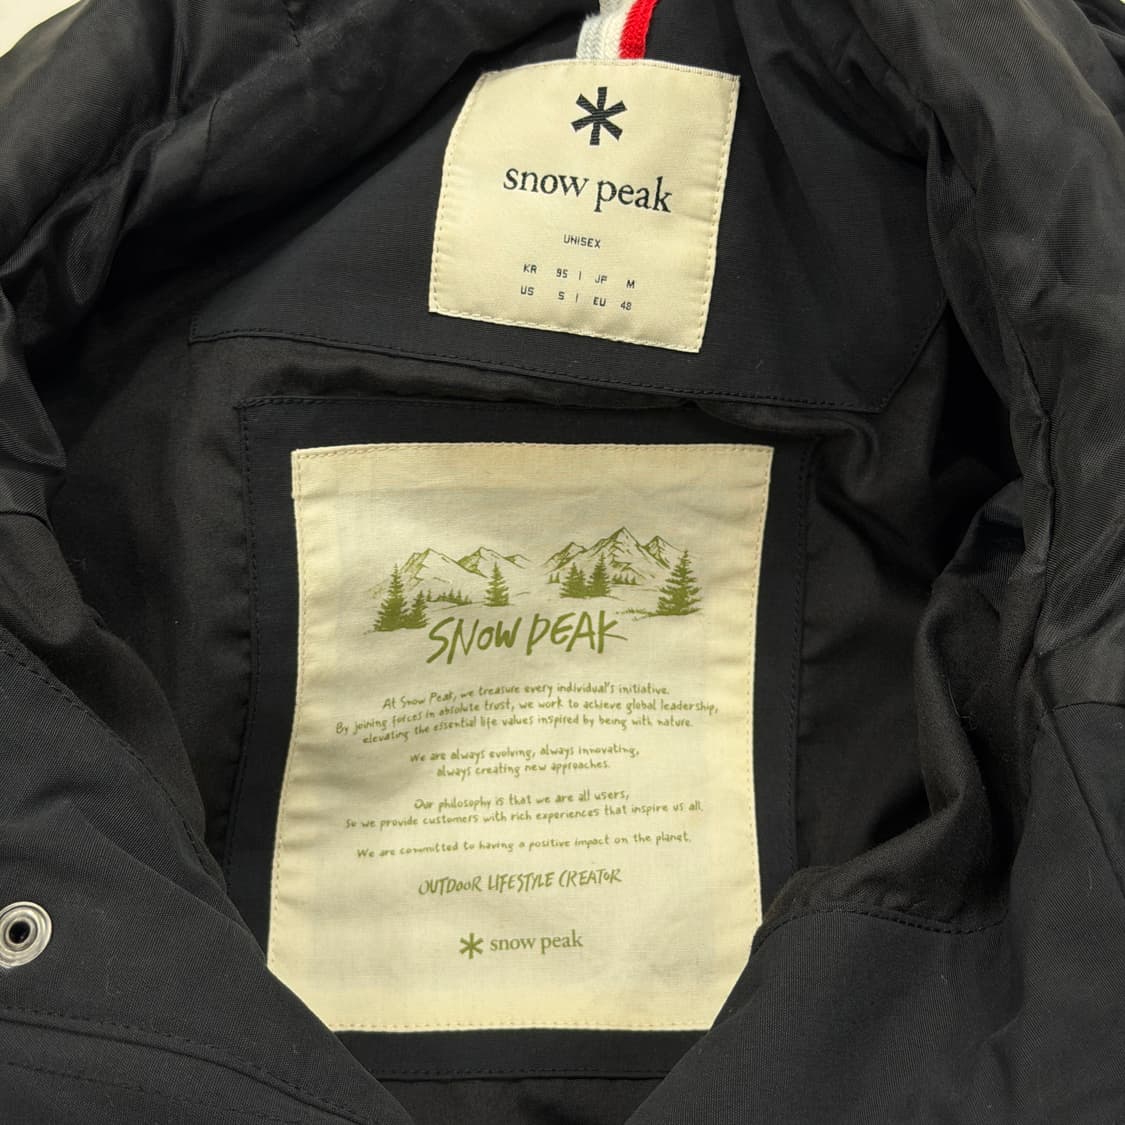 snow peak
UNISEX
KR 95 | JP M
US S | EU 48
SNOW PEAK
At Snow Peak, we treasure every individual's initiative.
By joining forces in absolute trust, we work to achieve global leadership,
elevating the essential life values inspired by being with nature.
We are always evolving, always innovating,
always creating new approaches.
Our philosophy is that we are all users,
so we provide customers with rich experiences that inspire us all.
We are committed to having a positive impact on the planet.
OUTDOOR LIFESTYLE CREATOR
snow peak